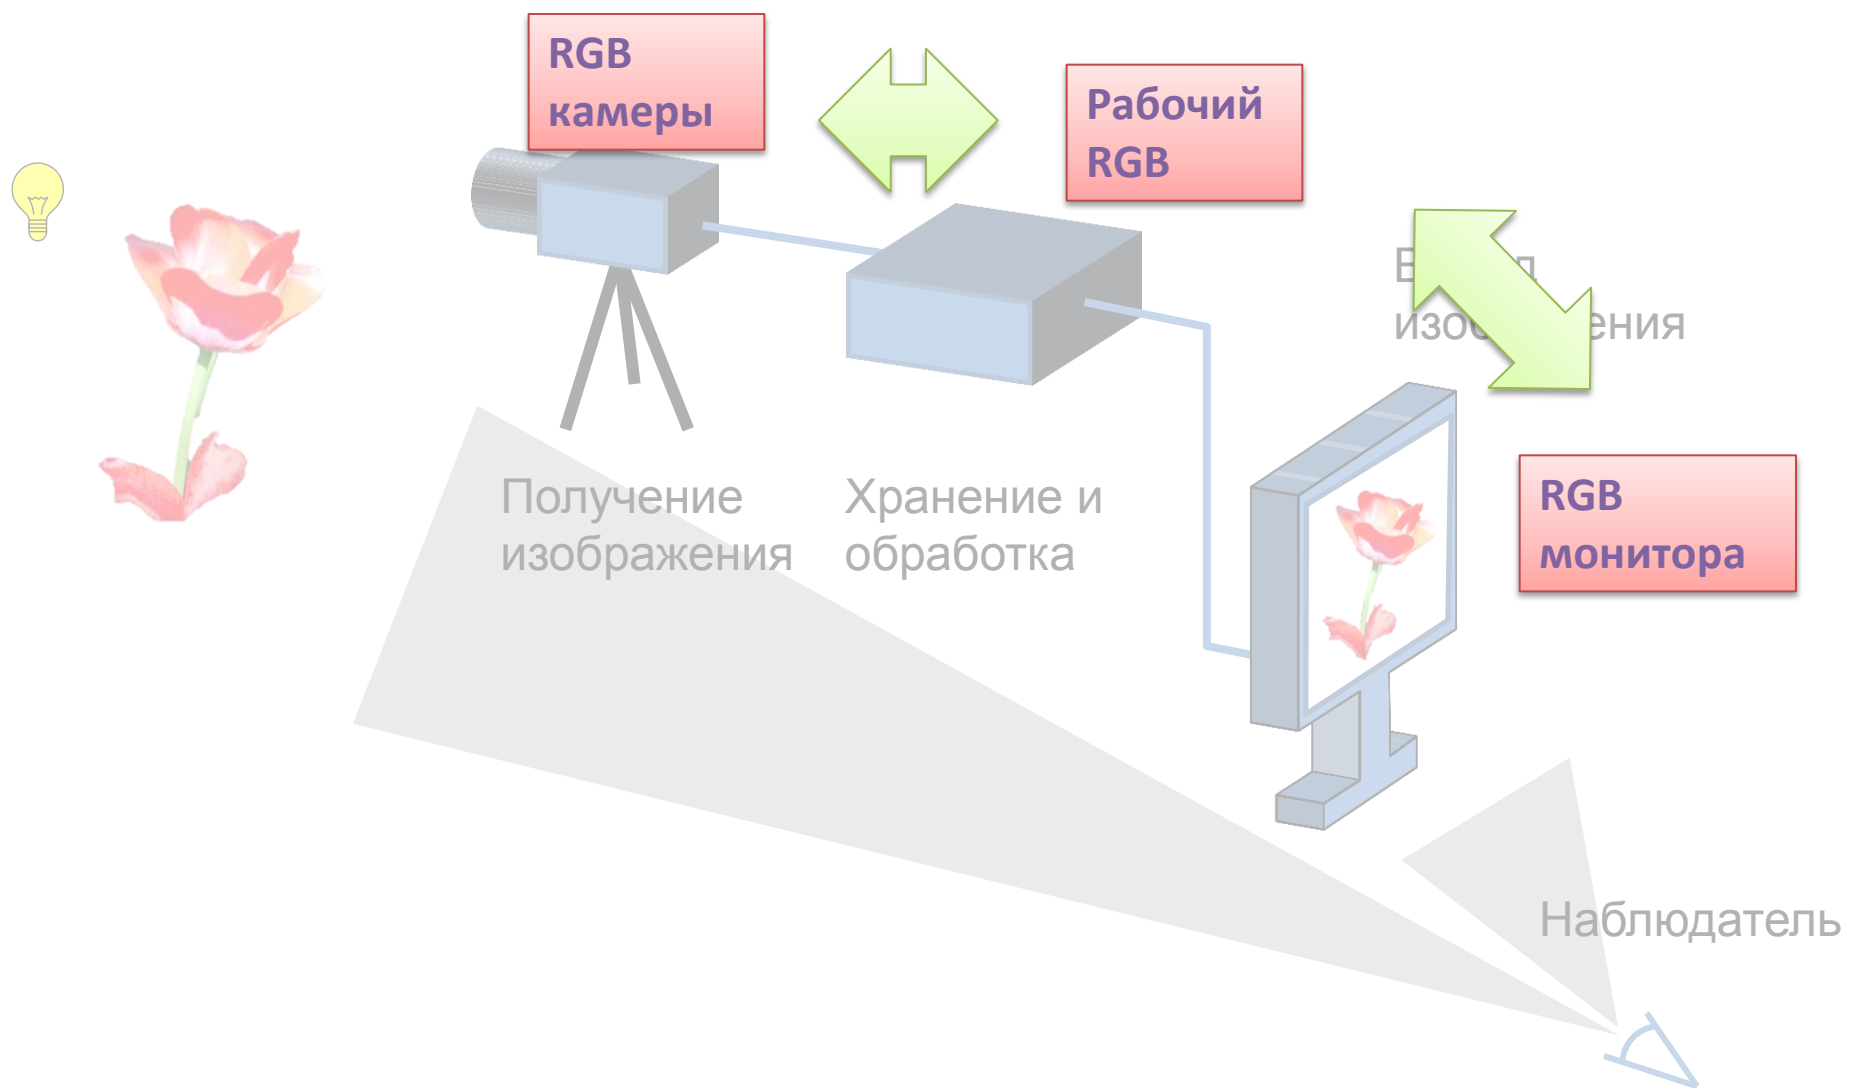 RGB
камеры
Рабочий
RGB
Получение
изображения
Хранение и
обработка
RGB
монитора
Наблюдатель